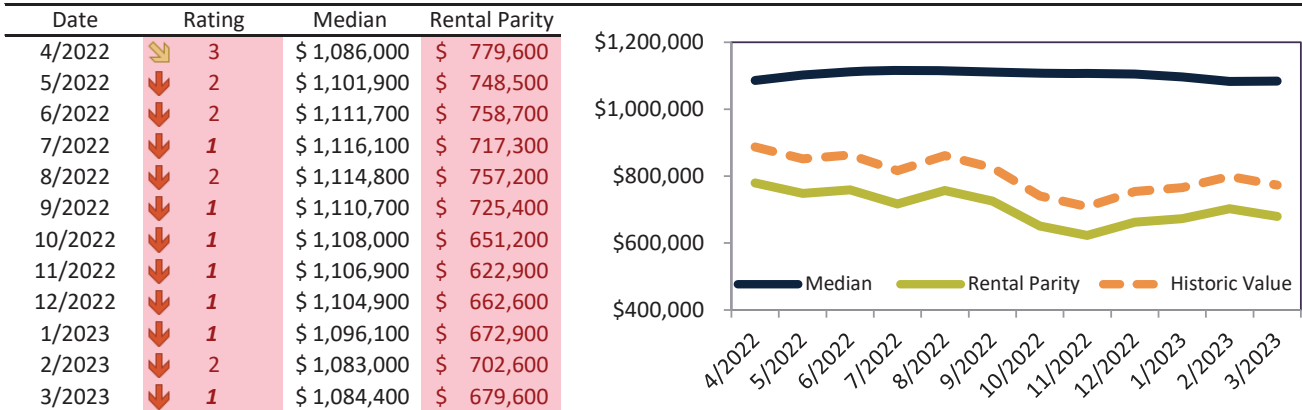 Date Rating Median Rental Parity
4/2022 3 $ 1,086,000 $ 779,600
5/2022 2 $ 1,101,900 $ 748,500
6/2022 2 $ 1,111,700 $ 758,700
7/2022 1 $ 1,116,100 $ 717,300
8/2022 2 $ 1,114,800 $ 757,200
9/2022 1 $ 1,110,700 $ 725,400
10/2022 1 $ 1,108,000 $ 651,200
11/2022 1 $ 1,106,900 $ 622,900
12/2022 1 $ 1,104,900 $ 662,600
1/2023 1 $ 1,096,100 $ 672,900
2/2023 2 $ 1,083,000 $ 702,600
3/2023 1 $ 1,084,400 $ 679,600
$1,200,000
$1,000,000
$800,000
$600,000
$400,000
Median Rental Parity Historic Value
4/2022 5/2022 6/2022 7/2022 8/2022 9/2022 10/2022 11/2022 12/2022 1/2023 2/2023 3/2023